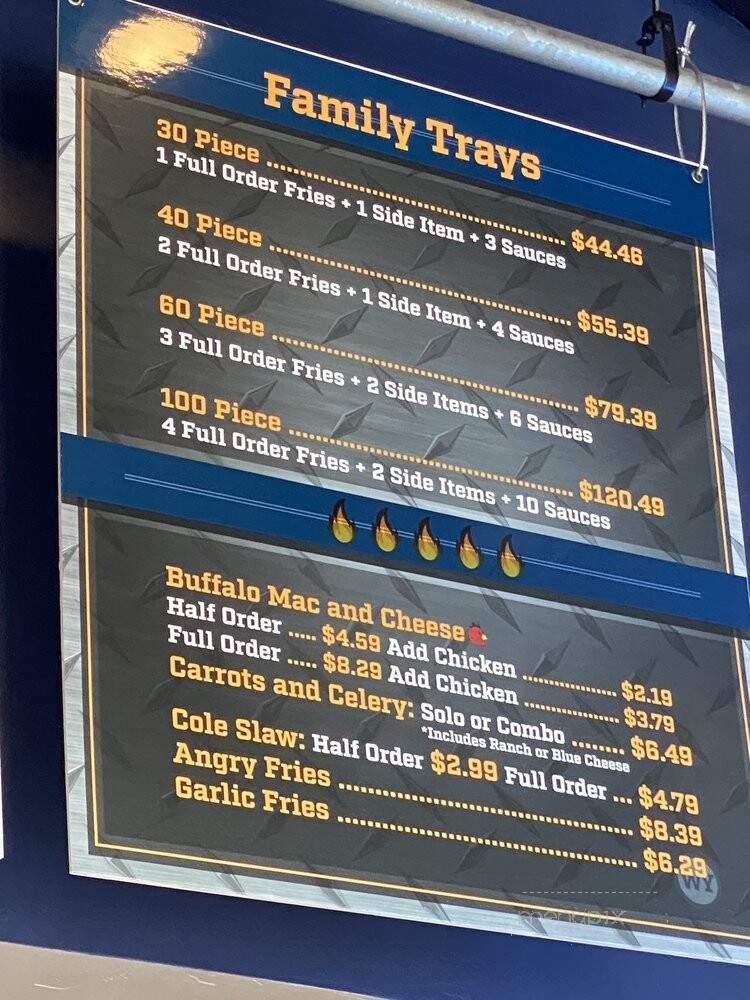 Family Trays
30 Piece ........ $44.46
1 Full Order Fries + 1 Side Item + 3 Sauces
40 Piece ........ $55.39
2 Full Order Fries + 1 Side Item + 4 Sauces
60 Piece ........ $79.39
3 Full Order Fries + 2 Side Items + 6 Sauces
100 Piece ........ $120.49
4 Full Order Fries + 2 Side Items + 10 Sauces
Buffalo Mac and Cheese
Half Order ..... $4.59 Add Chicken ........ $2.19
Full Order ..... $8.29 Add Chicken ........ $3.79
Carrots and Celery: Solo or Combo ........ $6.49
*Includes Ranch or Blue Cheese
Cole Slaw: Half Order $2.99 Full Order ... $4.79
Angry Fries ........ $8.39
Garlic Fries ........ $6.29
WY
menupix